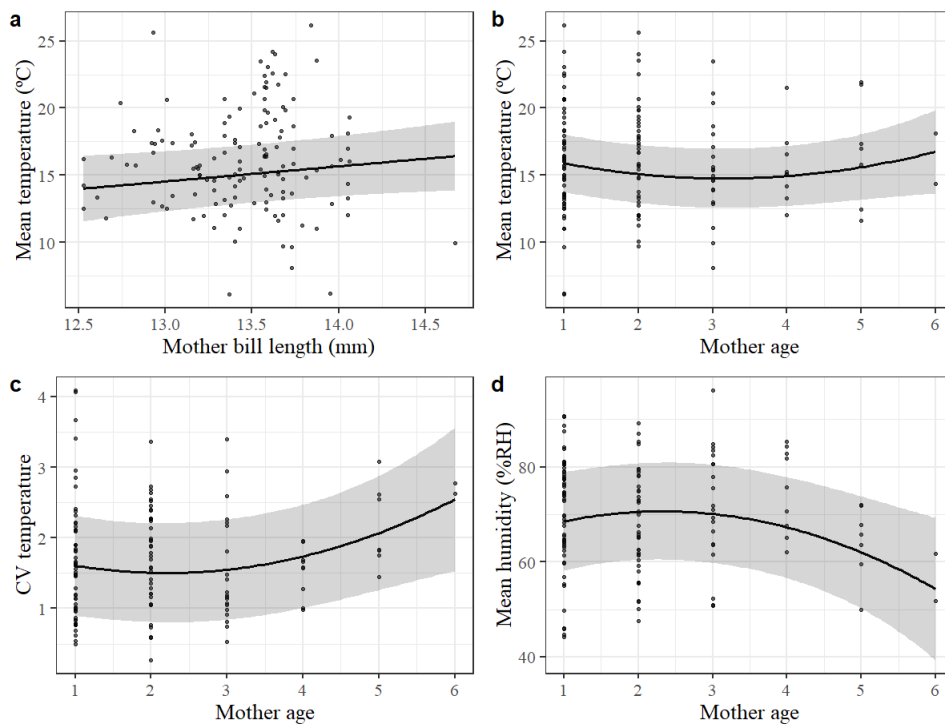 a
Mean temperature (ºC)
25
20
15
10
12.5 13.0 13.5 14.0 14.5
Mother bill length (mm)
b
Mean temperature (ºC)
25
20
15
10
1 2 3 4 5 6
Mother age
c
CV temperature
4
3
2
1
1 2 3 4 5 6
Mother age
d
Mean humidity (%RH)
80
60
40
1 2 3 4 5 6
Mother age